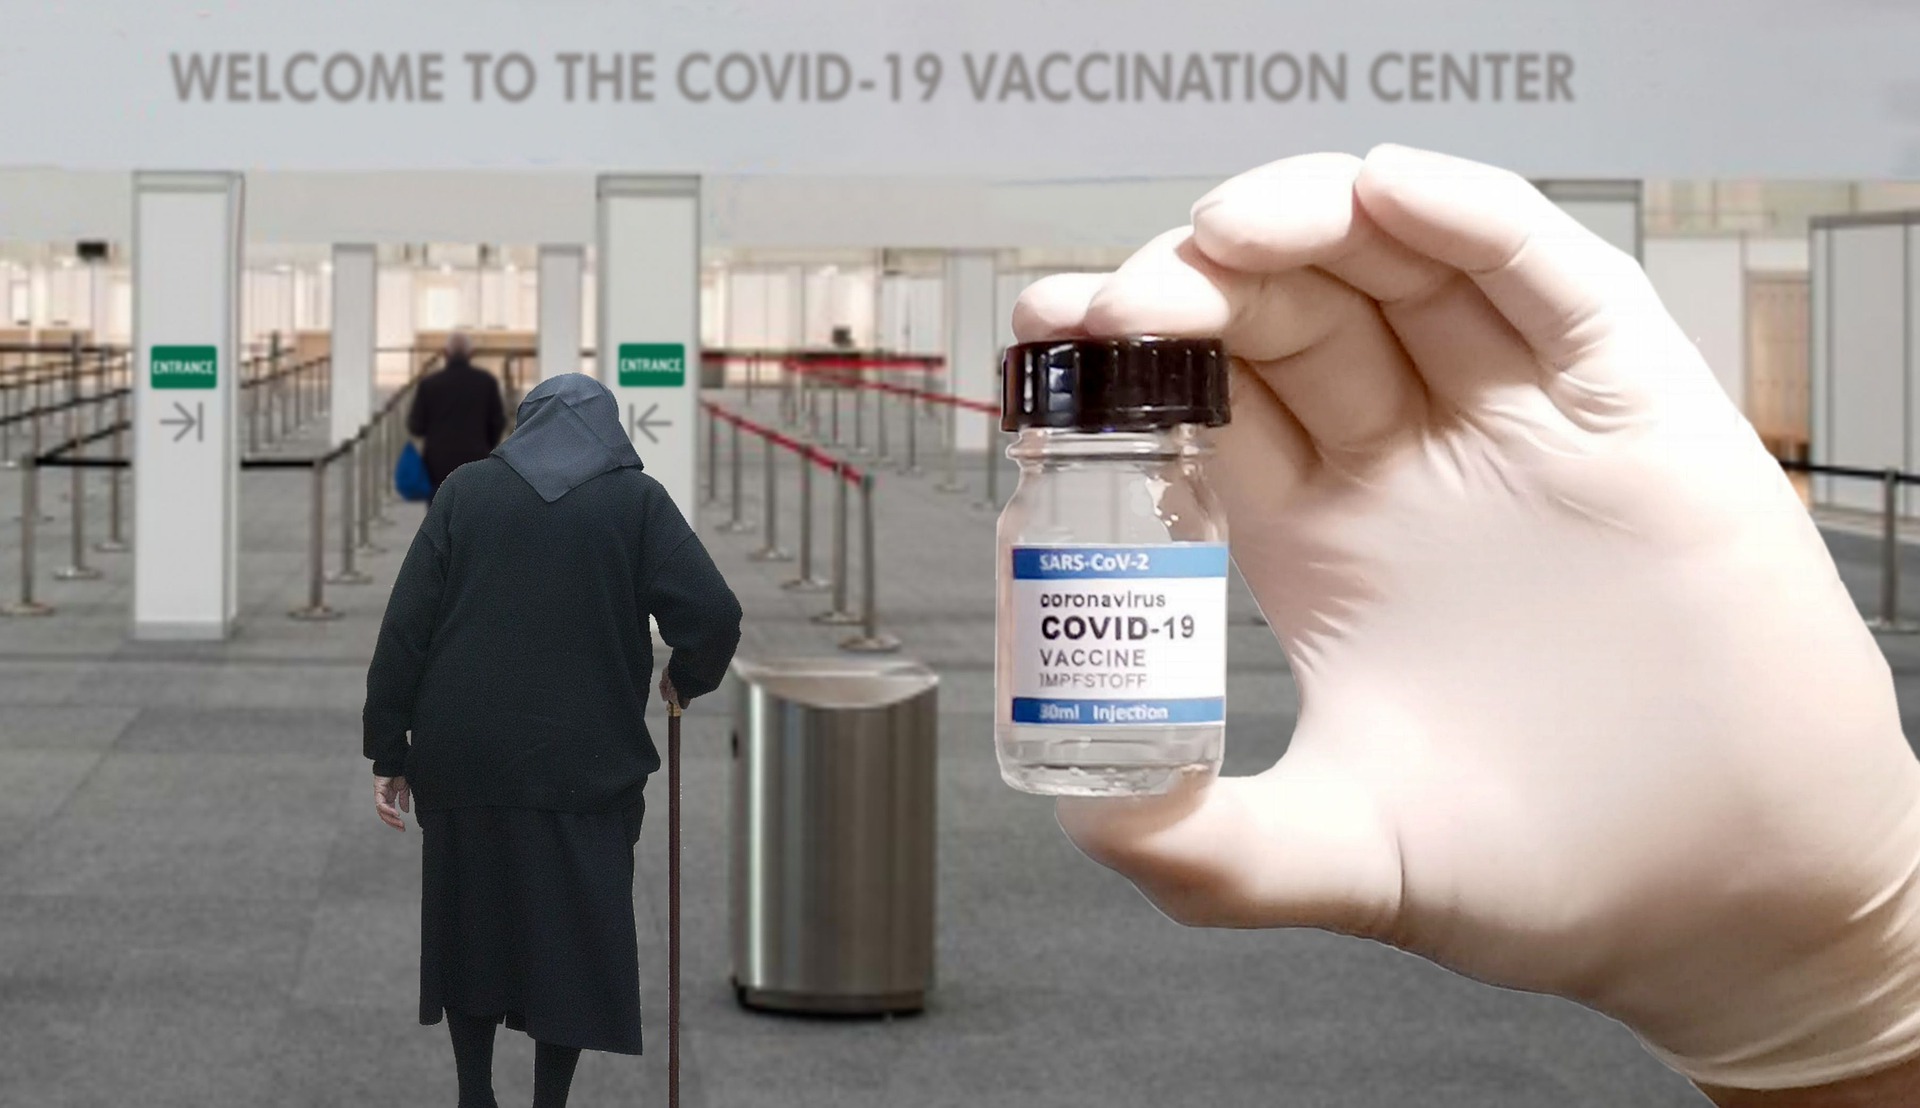 WELCOME TO THE COVID-19 VACCINATION CENTER
ENTRANCE
ENTRANCE
SARS-CoV-2
coronavirus
COVID-19
VACCINE
IMPFSTOFF
30ml Injection